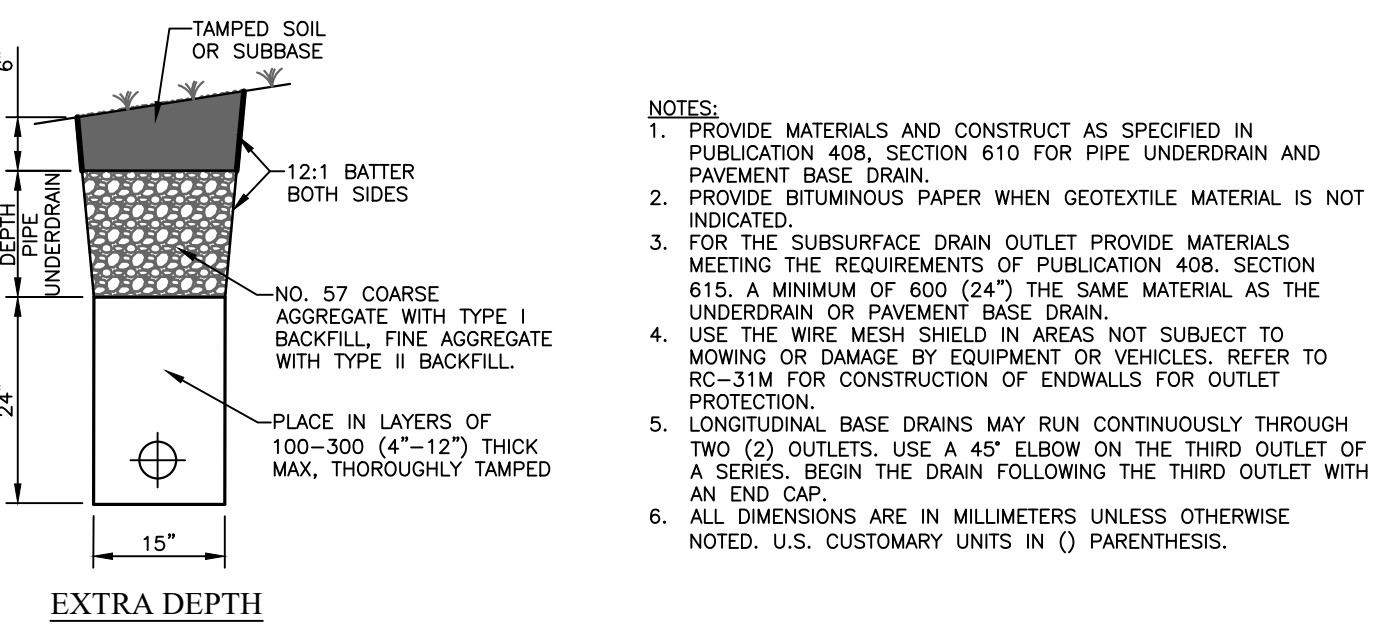 TAMPED SOIL
OR SUBBASE
6"
12:1 BATTER
BOTH SIDES
DEPTH
PIPE
UNDERDRAIN
NO. 57 COARSE
AGGREGATE WITH TYPE I
BACKFILL, FINE AGGREGATE
WITH TYPE II BACKFILL.
24"
PLACE IN LAYERS OF
100-300 (4"-12") THICK
MAX, THOROUGHLY TAMPED
15"
EXTRA DEPTH
NOTES:
1. PROVIDE MATERIALS AND CONSTRUCT AS SPECIFIED IN
PUBLICATION 408, SECTION 610 FOR PIPE UNDERDRAIN AND
PAVEMENT BASE DRAIN.
2. PROVIDE BITUMINOUS PAPER WHEN GEOTEXTILE MATERIAL IS NOT
INDICATED.
3. FOR THE SUBSURFACE DRAIN OUTLET PROVIDE MATERIALS
MEETING THE REQUIREMENTS OF PUBLICATION 408. SECTION
615. A MINIMUM OF 600 (24") THE SAME MATERIAL AS THE
UNDERDRAIN OR PAVEMENT BASE DRAIN.
4. USE THE WIRE MESH SHIELD IN AREAS NOT SUBJECT TO
MOWING OR DAMAGE BY EQUIPMENT OR VEHICLES. REFER TO
RC-31M FOR CONSTRUCTION OF ENDWALLS FOR OUTLET
PROTECTION.
5. LONGITUDINAL BASE DRAINS MAY RUN CONTINUOUSLY THROUGH
TWO (2) OUTLETS. USE A 45° ELBOW ON THE THIRD OUTLET OF
A SERIES. BEGIN THE DRAIN FOLLOWING THE THIRD OUTLET WITH
AN END CAP.
6. ALL DIMENSIONS ARE IN MILLIMETERS UNLESS OTHERWISE
NOTED. U.S. CUSTOMARY UNITS IN () PARENTHESIS.